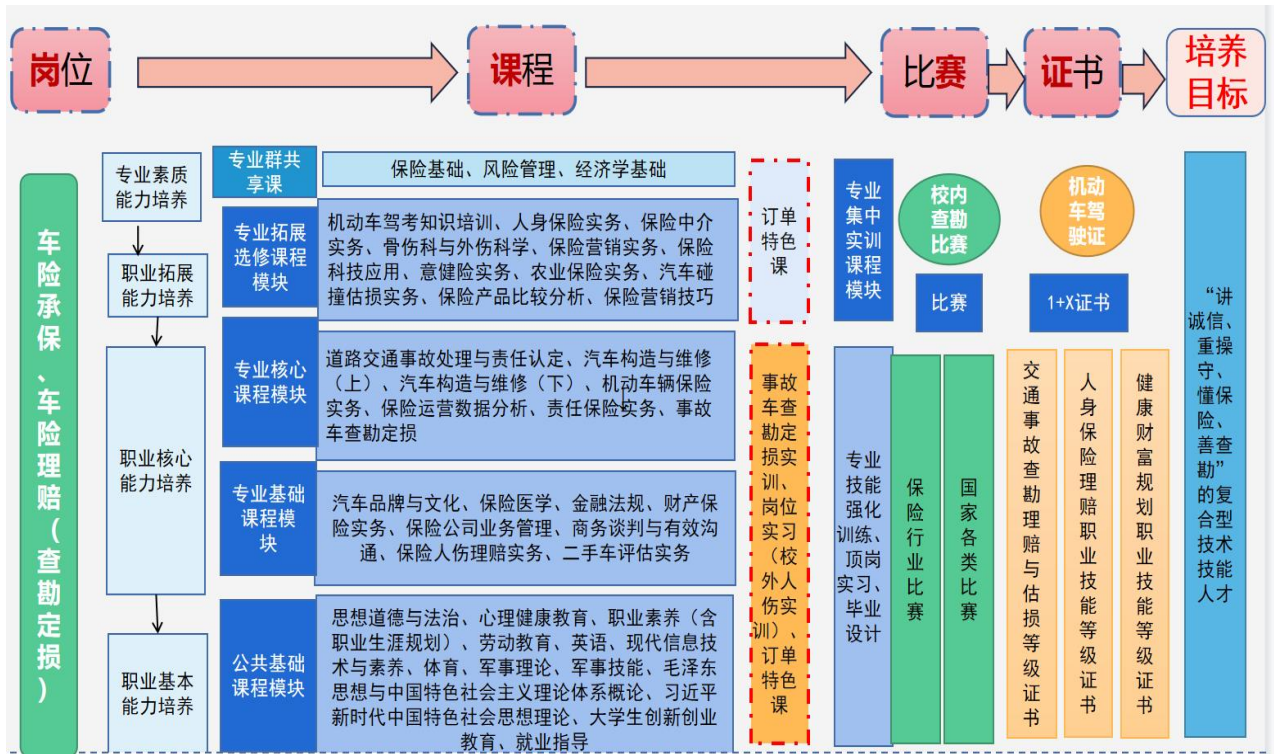 岗位
课程
比赛
证书
培养
目标
车险承保、车险理赔（查勘定损）
专业素质
能力培养
职业拓展
能力培养
职业核心
能力培养
职业基本
能力培养
专业群共
享课
保险基础、风险管理、经济学基础
专业拓展
选修课程
模块
机动车驾考知识培训、人身保险实务、保险中介
实务、骨伤科与外伤科学、保险营销实务、保险
科技应用、意健险实务、农业保险实务、汽车碰
撞估损实务、保险产品比较分析、保险营销技巧
专业核心
课程模块
道路交通事故处理与责任认定、汽车构造与维修
（上）、汽车构造与维修（下）、机动车辆保险
实务、保险运营数据分析、责任保险实务、事故
车查勘定损
专业基础
课程模
块
汽车品牌与文化、保险医学、金融法规、财产保
险实务、保险公司业务管理、商务谈判与有效沟
通、保险人伤理赔实务、二手车评估实务
公共基础
课程模块
思想道德与法治、心理健康教育、职业素养（含
职业生涯规划）、劳动教育、英语、现代信息技
术与素养、体育、军事理论、军事技能、毛泽东
思想与中国特色社会主义理论体系概论、习近平
新时代中国特色社会思想理论、大学生创新创业
教育、就业指导
订单
特色
课
事故
车查
勘定
损实
训、
岗位
实习
（校
外人
伤实
训）、
订单
特色
课
专业
集中
实训
课程
模块
专业
技能
强化
训练、
顶岗
实习、
毕业
设计
校内
查勘
比赛
比赛
保险行业比赛
国家各类比赛
机动
车驾
驶证
1+X证书
交通事故查勘理赔与估损等级证书
人身保险理赔职业技能等级证书
健康财富规划职业技能等级证书
“讲
诚信、
重操
守、
懂保
险、
善查
勘”
的复
合型
技术
技能
人才